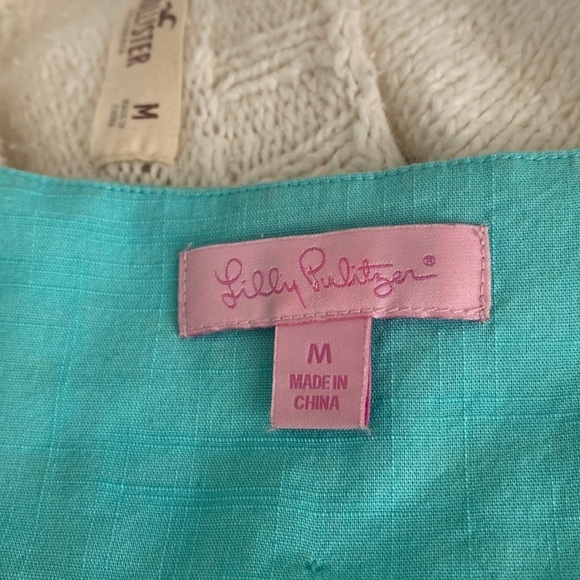 HOLLISTER
M
Lilly Pulitzer®
M
MADE IN
CHINA